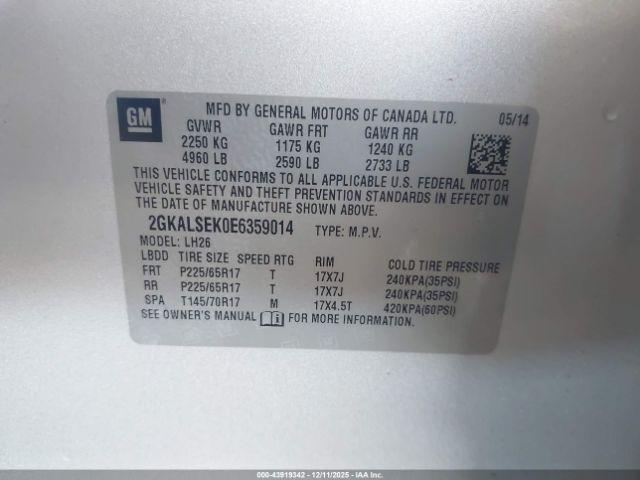 GM®
MFD BY GENERAL MOTORS OF CANADA LTD. 05/14
GVWR GAWR FRT GAWR RR
2250 KG 1175 KG 1240 KG
4960 LB 2590 LB 2733 LB
THIS VEHICLE CONFORMS TO ALL APPLICABLE U.S. FEDERAL MOTOR
VEHICLE SAFETY AND THEFT PREVENTION STANDARDS IN EFFECT ON
THE DATE OF MANUFACTURE SHOWN ABOVE.
2GKALSEK0E6359014 TYPE: M.P.V.
MODEL: LH26
LBDD TIRE SIZE SPEED RTG RIM COLD TIRE PRESSURE
FRT P225/65R17 T 17X7J 240KPA(35PSI)
RR P225/65R17 T 17X7J 240KPA(35PSI)
SPA T145/70R17 M 17X4.5T 420KPA(60PSI)
SEE OWNER'S MANUAL FOR MORE INFORMATION.
000-43919342 - 12/11/2025 - IAAI.COM